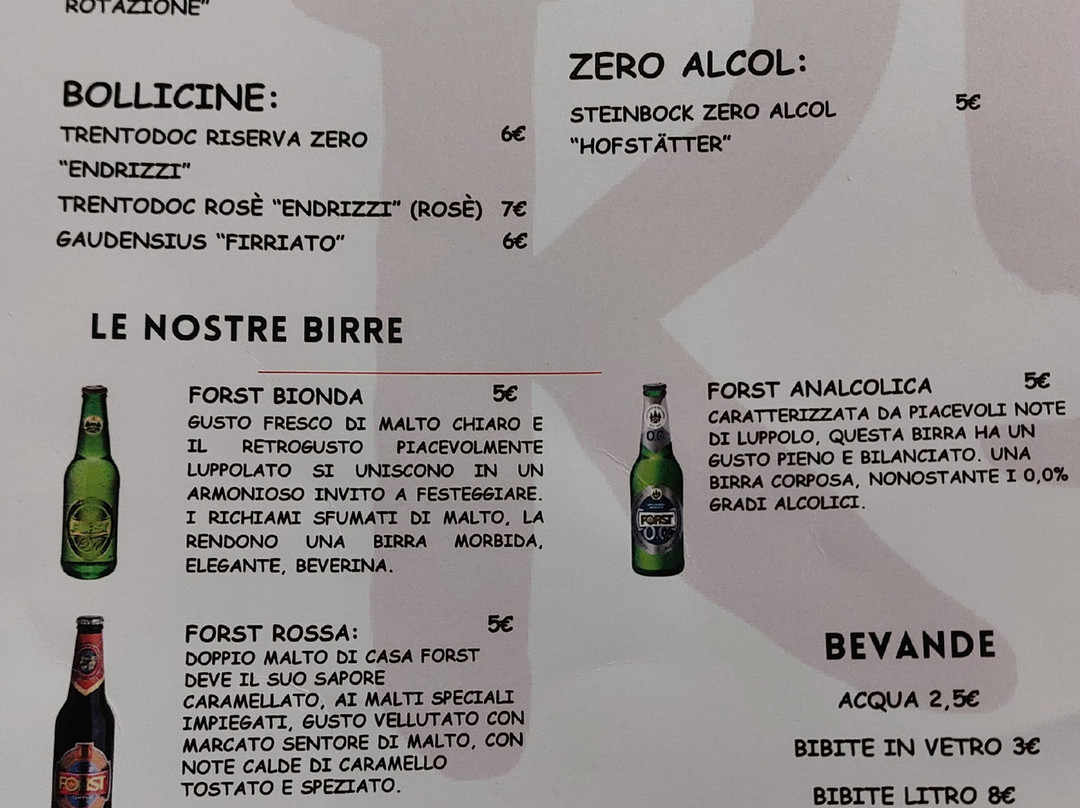 ROTAZIONE"
BOLLICINE:
TRENTODOC RISERVA ZERO 6€
"ENDRIZZI"
TRENTODOC ROSÈ "ENDRIZZI" (ROSÈ) 7€
GAUDENSIUS "FIRRIATO" 6€
ZERO ALCOL:
STEINBOCK ZERO ALCOL 5€
"HOFSTÄTTER"
LE NOSTRE BIRRE
FORST BIONDA 5€
GUSTO FRESCO DI MALTO CHIARO E
IL RETROGUSTO PIACEVOLMENTE
LUPPOLATO SI UNISCONO IN UN
ARMONIOSO INVITO A FESTEGGIARE.
I RICHIAMI SFUMATI DI MALTO, LA
RENDONO UNA BIRRA MORBIDA,
ELEGANTE, BEVERINA.
FORST ANALCOLICA 5€
CARATTERIZZATA DA PIACEVOLI NOTE
DI LUPPOLO, QUESTA BIRRA HA UN
GUSTO PIENO E BILANCIATO. UNA
BIRRA CORPOSA, NONOSTANTE I 0,0%
GRADI ALCOLICI.
0.0
FORST
0.0
FORST ROSSA: 5€
DOPPIO MALTO DI CASA FORST
DEVE IL SUO SAPORE
CARAMELLATO, AI MALTI SPECIALI
IMPIEGATI, GUSTO VELLUTATO CON
MARCATO SENTORE DI MALTO, CON
NOTE CALDE DI CARAMELLO
TOSTATO E SPEZIATO.
FORST
BEVANDE
ACQUA 2,5€
BIBITE IN VETRO 3€
BIBITE LITRO 8€